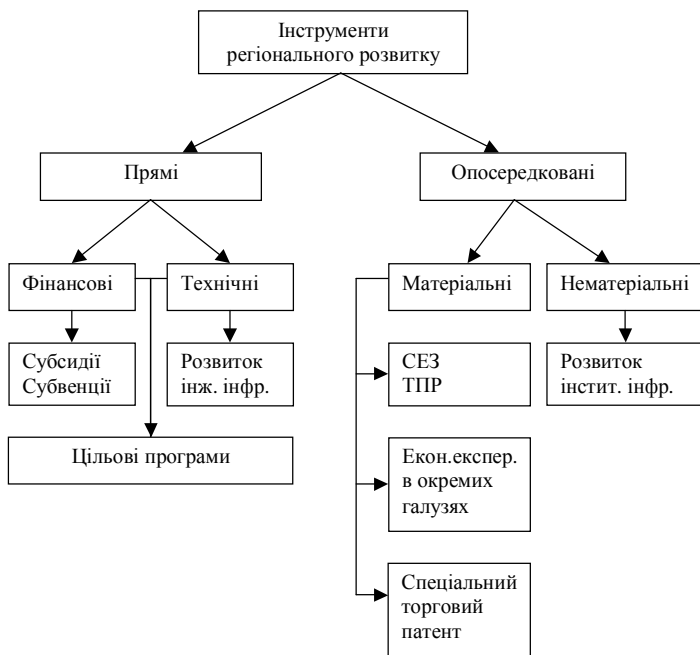 Інструменти
регіонального розвитку
Прямі
Опосередковані
Фінансові
Технічні
Матеріальні
Нематеріальні
Субсидії
Субвенції
Розвиток
інж. інфр.
СЕЗ
ТПР
Розвиток
інстит. інфр.
Цільові програми
Екон.експер.
в окремих
галузях
Спеціальний
торговий
патент